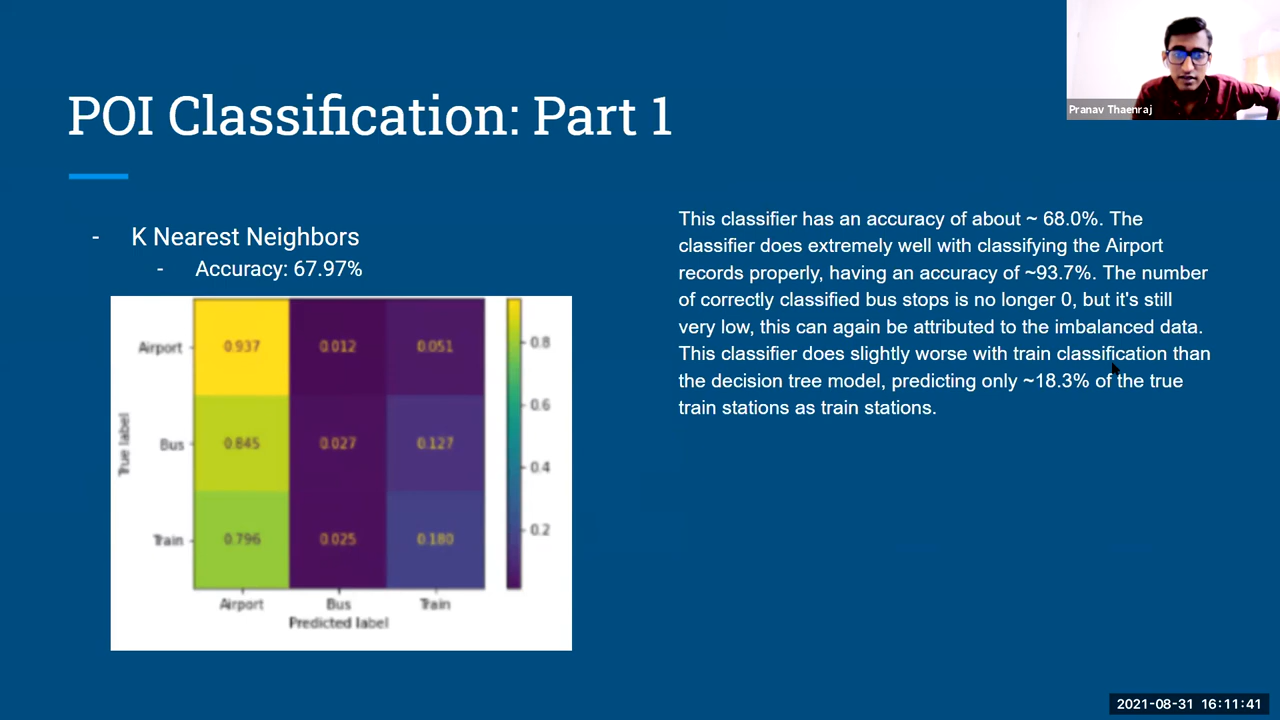 Pranav Thaenraj
POI Classification: Part 1
- K Nearest Neighbors
- Accuracy: 67.97%
This classifier has an accuracy of about ~ 68.0%. The
classifier does extremely well with classifying the Airport
records properly, having an accuracy of ~93.7%. The number
of correctly classified bus stops is no longer 0, but it's still
very low, this can again be attributed to the imbalanced data.
This classifier does slightly worse with train classification than
the decision tree model, predicting only ~18.3% of the true
train stations as train stations.
True label
Airport 0.937 0.012 0.051
Bus 0.845 0.027 0.127
Train 0.796 0.025 0.180
Airport Bus Train
Predicted label
0.8
0.6
0.4
0.2
2021-08-31 16:11:41